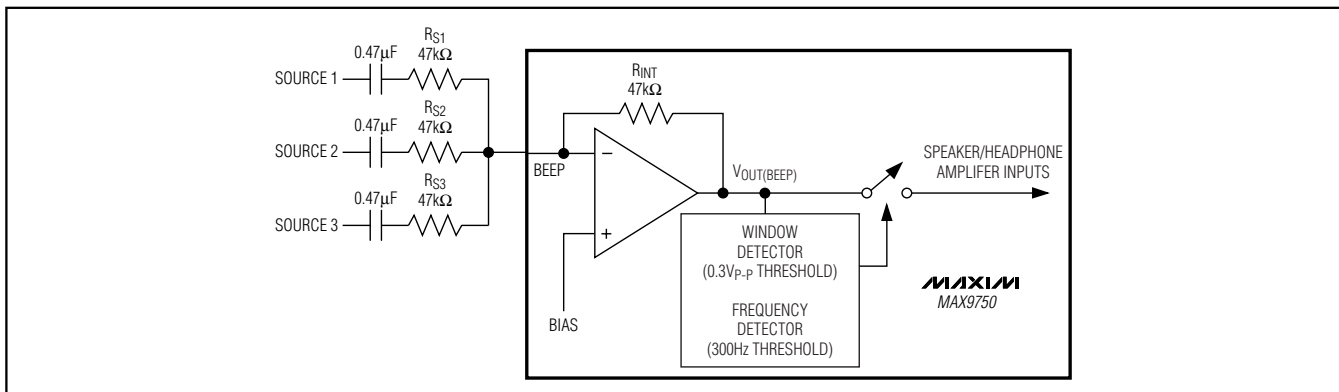 RS1
47kΩ
0.47μF
SOURCE 1
RS2
47kΩ
0.47μF
SOURCE 2
RS3
47kΩ
0.47μF
SOURCE 3
BEEP
RINT
47kΩ
−
+
BIAS
VOUT(BEEP)
WINDOW
DETECTOR
(0.3VP-P THRESHOLD)
FREQUENCY
DETECTOR
(300Hz THRESHOLD)
SPEAKER/HEADPHONE
AMPLIFER INPUTS
MAXIM
MAX9750